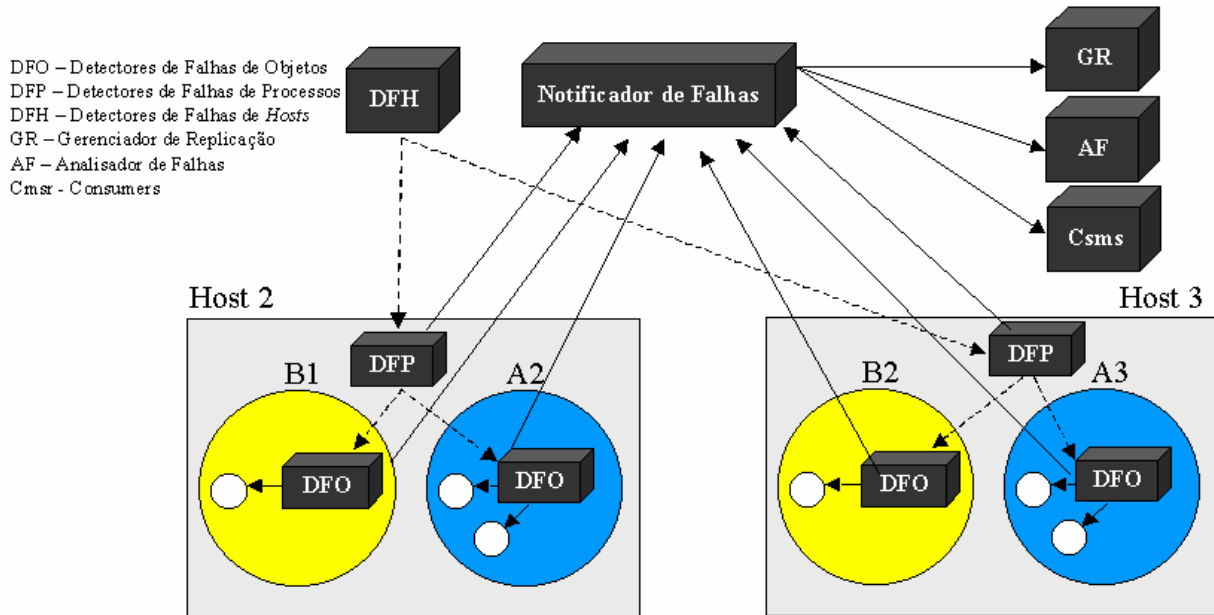 DFO – Detectores de Falhas de Objetos
DFP – Detectores de Falhas de Processos
DFH – Detectores de Falhas de Hosts
GR – Gerenciador de Replicação
AF – Analisador de Falhas
Cmsr - Consumers
DFH
Notificador de Falhas
GR
AF
Csms
Host 2
Host 3
DFP
DFP
B1
A2
B2
A3
DFO
DFO
DFO
DFO